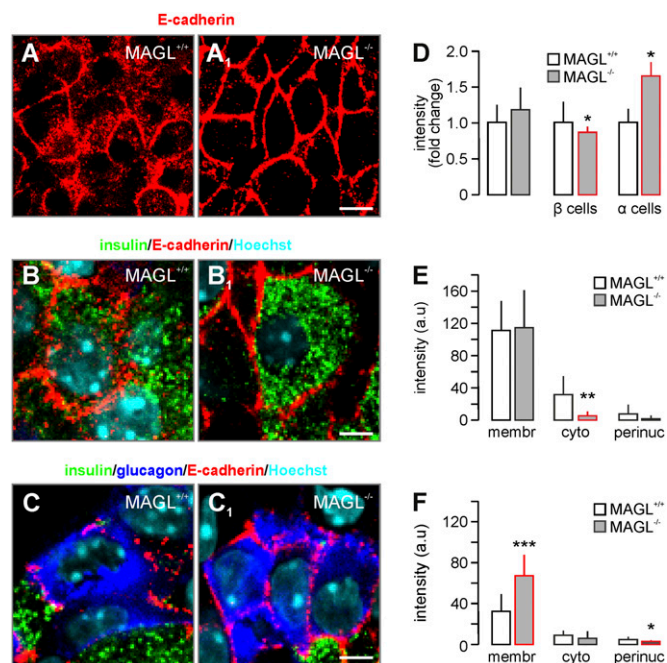 E-cadherin
A MAGL+/+
A1 MAGL-/-
insulin/E-cadherin/Hoechst
B MAGL+/+
B1 MAGL-/-
insulin/glucagon/E-cadherin/Hoechst
C MAGL+/+
C1 MAGL-/-
D
intensity
(fold change)
2.0
1.5
1.0
0.5
0
MAGL+/+
MAGL-/-
*
*
β cells
α cells
E
intensity (a.u)
160
120
80
40
0
MAGL+/+
MAGL-/-
**
membr
cyto
perinuc
F
intensity (a.u)
160
120
80
40
0
MAGL+/+
MAGL-/-
***
*
membr
cyto
perinuc